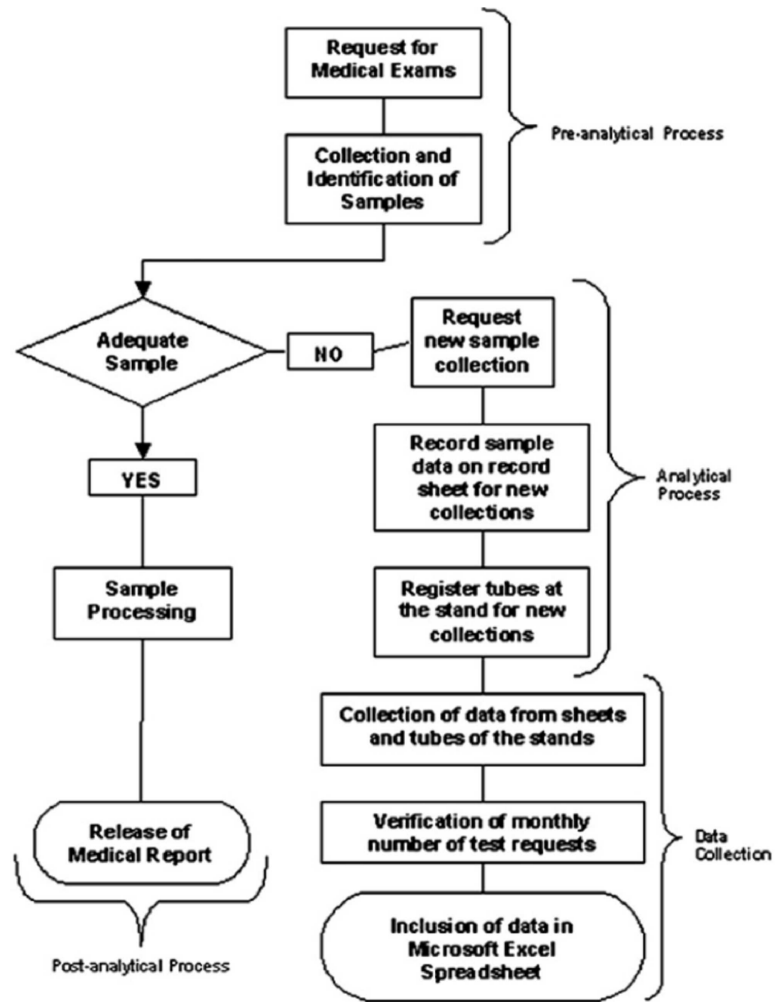 Request for
Medical Exams
Pre-analytical Process
Collection and
Identification of
Samples
Adequate
Sample
NO
Request
new sample
collection
YES
Record sample
data on record
sheet for new
collections
Analytical
Process
Sample
Processing
Register tubes at
the stand for new
collections
Collection of data from sheets
and tubes of the stands
Release of
Medical Report
Verification of monthly
number of test requests
Data
Collection
Inclusion of data in
Microsoft Excel
Spreadsheet
Post-analytical Process